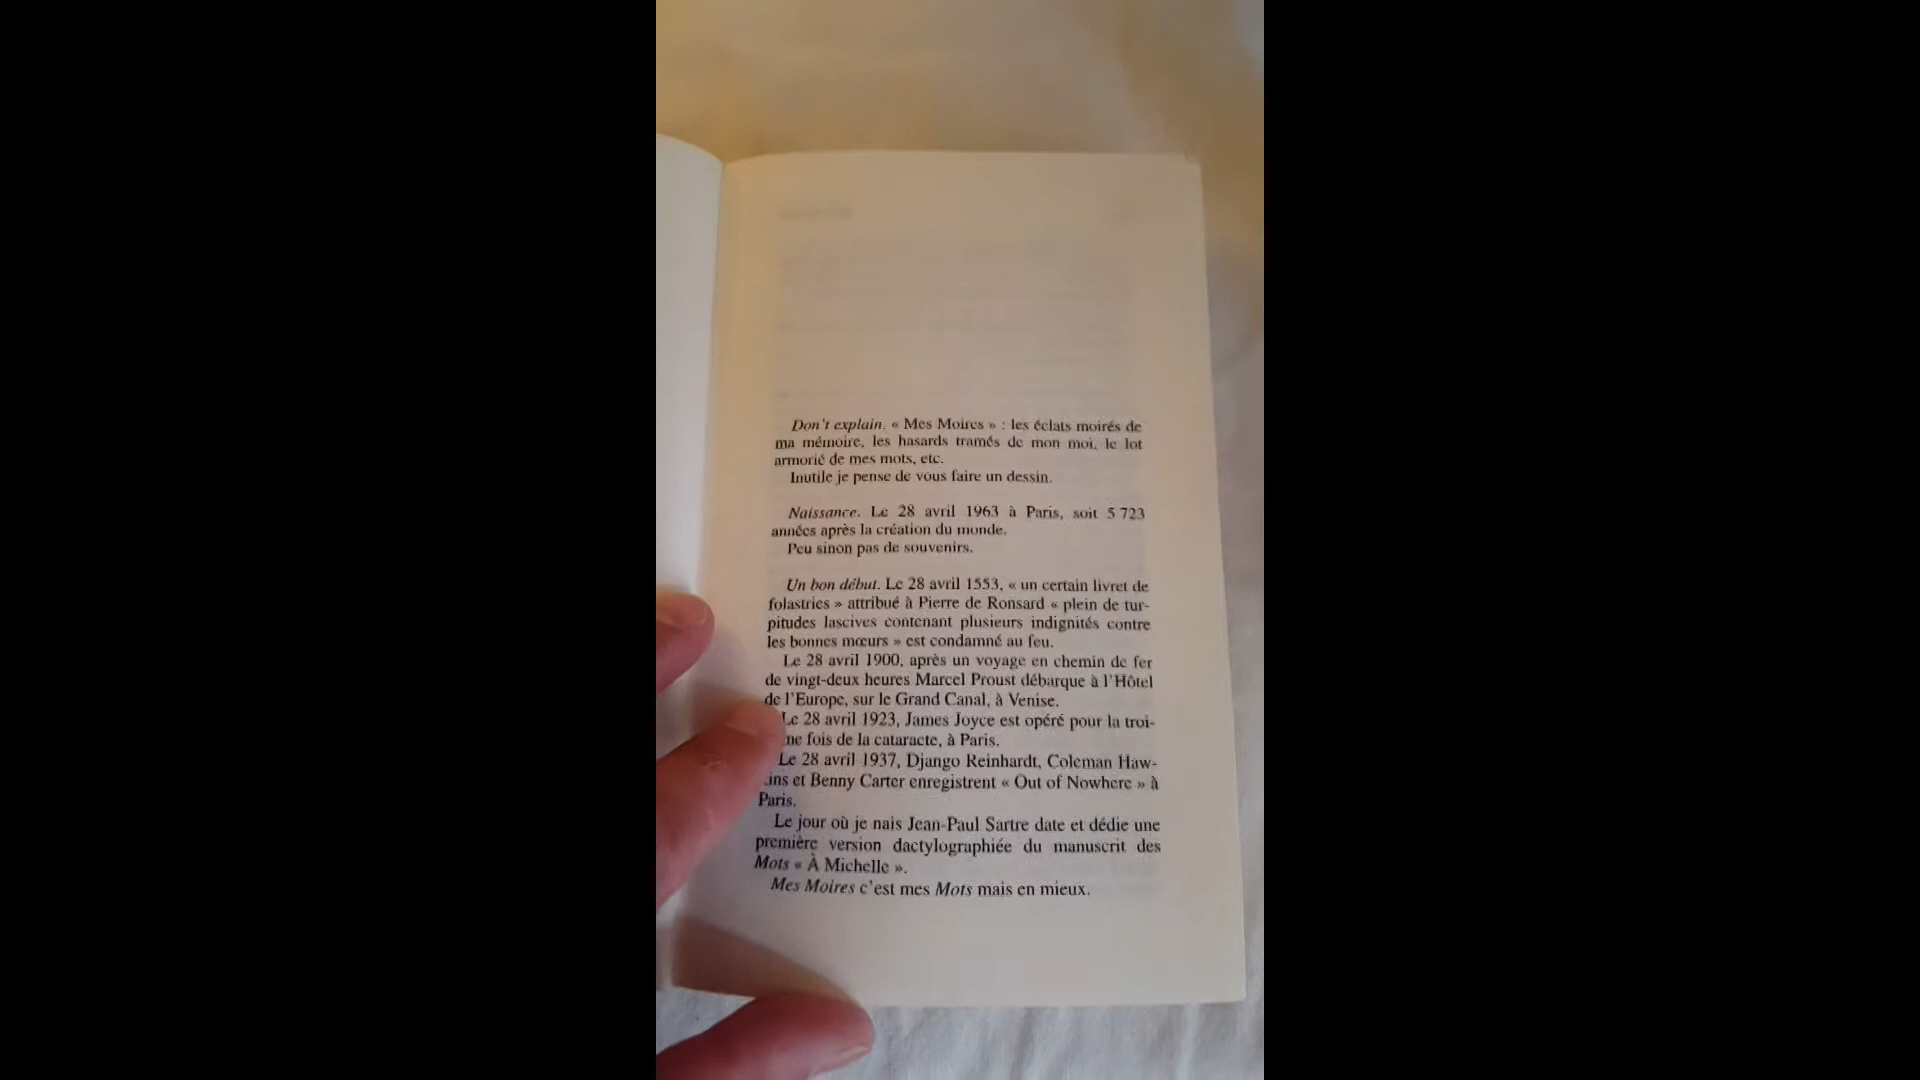 Don't explain. « Mes Moires » : les éclats moirés de
ma mémoire, les hasards tramés de mon moi, le lot
armorié de mes mots, etc.
Inutile je pense de vous faire un dessin.
Naissance. Le 28 avril 1963 à Paris, soit 5 723
années après la création du monde.
Peu sinon pas de souvenirs.
Un bon début. Le 28 avril 1553, « un certain livret de
folastries » attribué à Pierre de Ronsard « plein de tur-
pitudes lascives contenant plusieurs indignités contre
les bonnes mœurs » est condamné au feu.
Le 28 avril 1900, après un voyage en chemin de fer
de vingt-deux heures Marcel Proust débarque à l'Hôtel
de l'Europe, sur le Grand Canal, à Venise.
Le 28 avril 1923, James Joyce est opéré pour la troi-
me fois de la cataracte, à Paris.
Le 28 avril 1937, Django Reinhardt, Coleman Haw-
ins et Benny Carter enregistrent « Out of Nowhere » à
Paris.
Le jour où je nais Jean-Paul Sartre date et dédie une
première version dactylographiée du manuscrit des
Mots « À Michelle ».
Mes Moires c'est mes Mots mais en mieux.